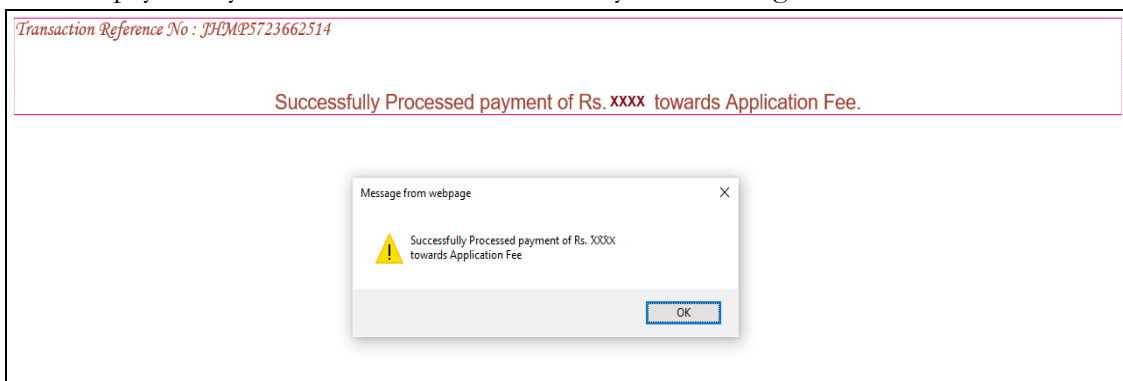 Transaction Reference No : JHMP5723662514
Successfully Processed payment of Rs. xxxx towards Application Fee.
Message from webpage
Successfully Processed payment of Rs. XXXX
towards Application Fee
OK